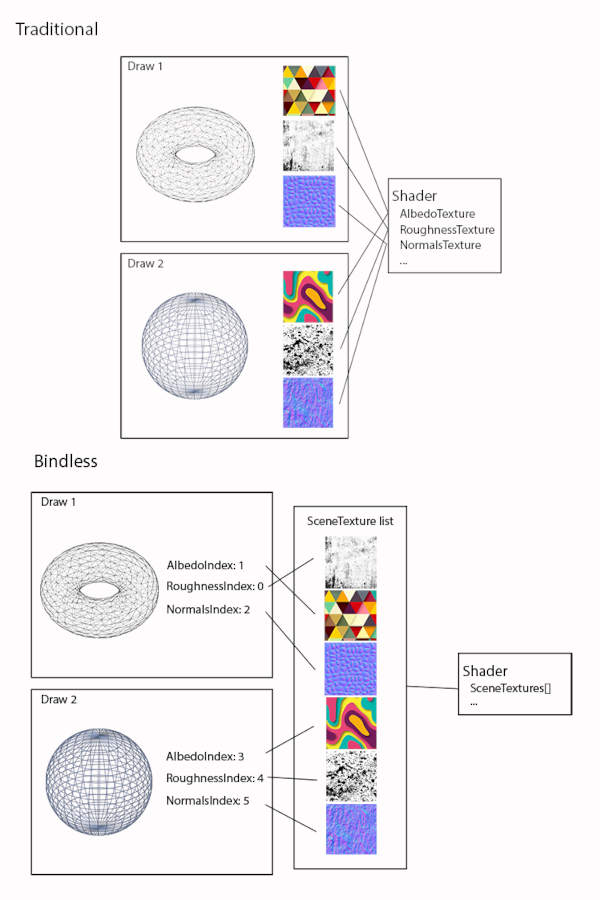 Traditional
Draw 1
Shader
AlbedoTexture
RoughnessTexture
NormalsTexture
...
Draw 2
Bindless
Draw 1
AlbedoIndex: 1
RoughnessIndex: 0
NormalsIndex: 2
SceneTexture list
Shader
SceneTextures[]
...
Draw 2
AlbedoIndex: 3
RoughnessIndex: 4
NormalsIndex: 5